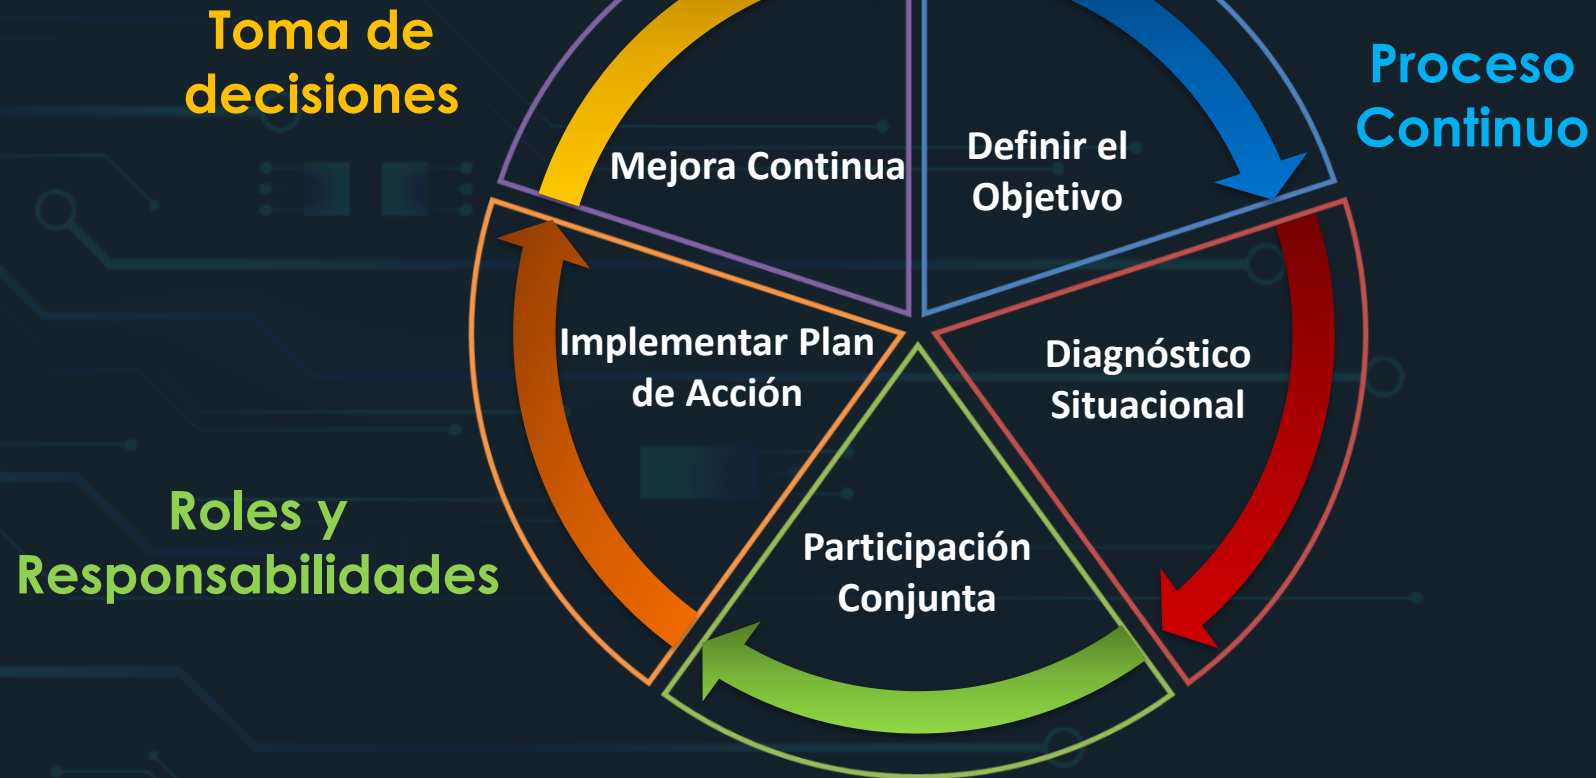 Toma de
decisiones
Proceso
Continuo
Mejora Continua
Definir el
Objetivo
Implementar Plan
de Acción
Diagnóstico
Situacional
Roles y
Responsabilidades
Participación
Conjunta